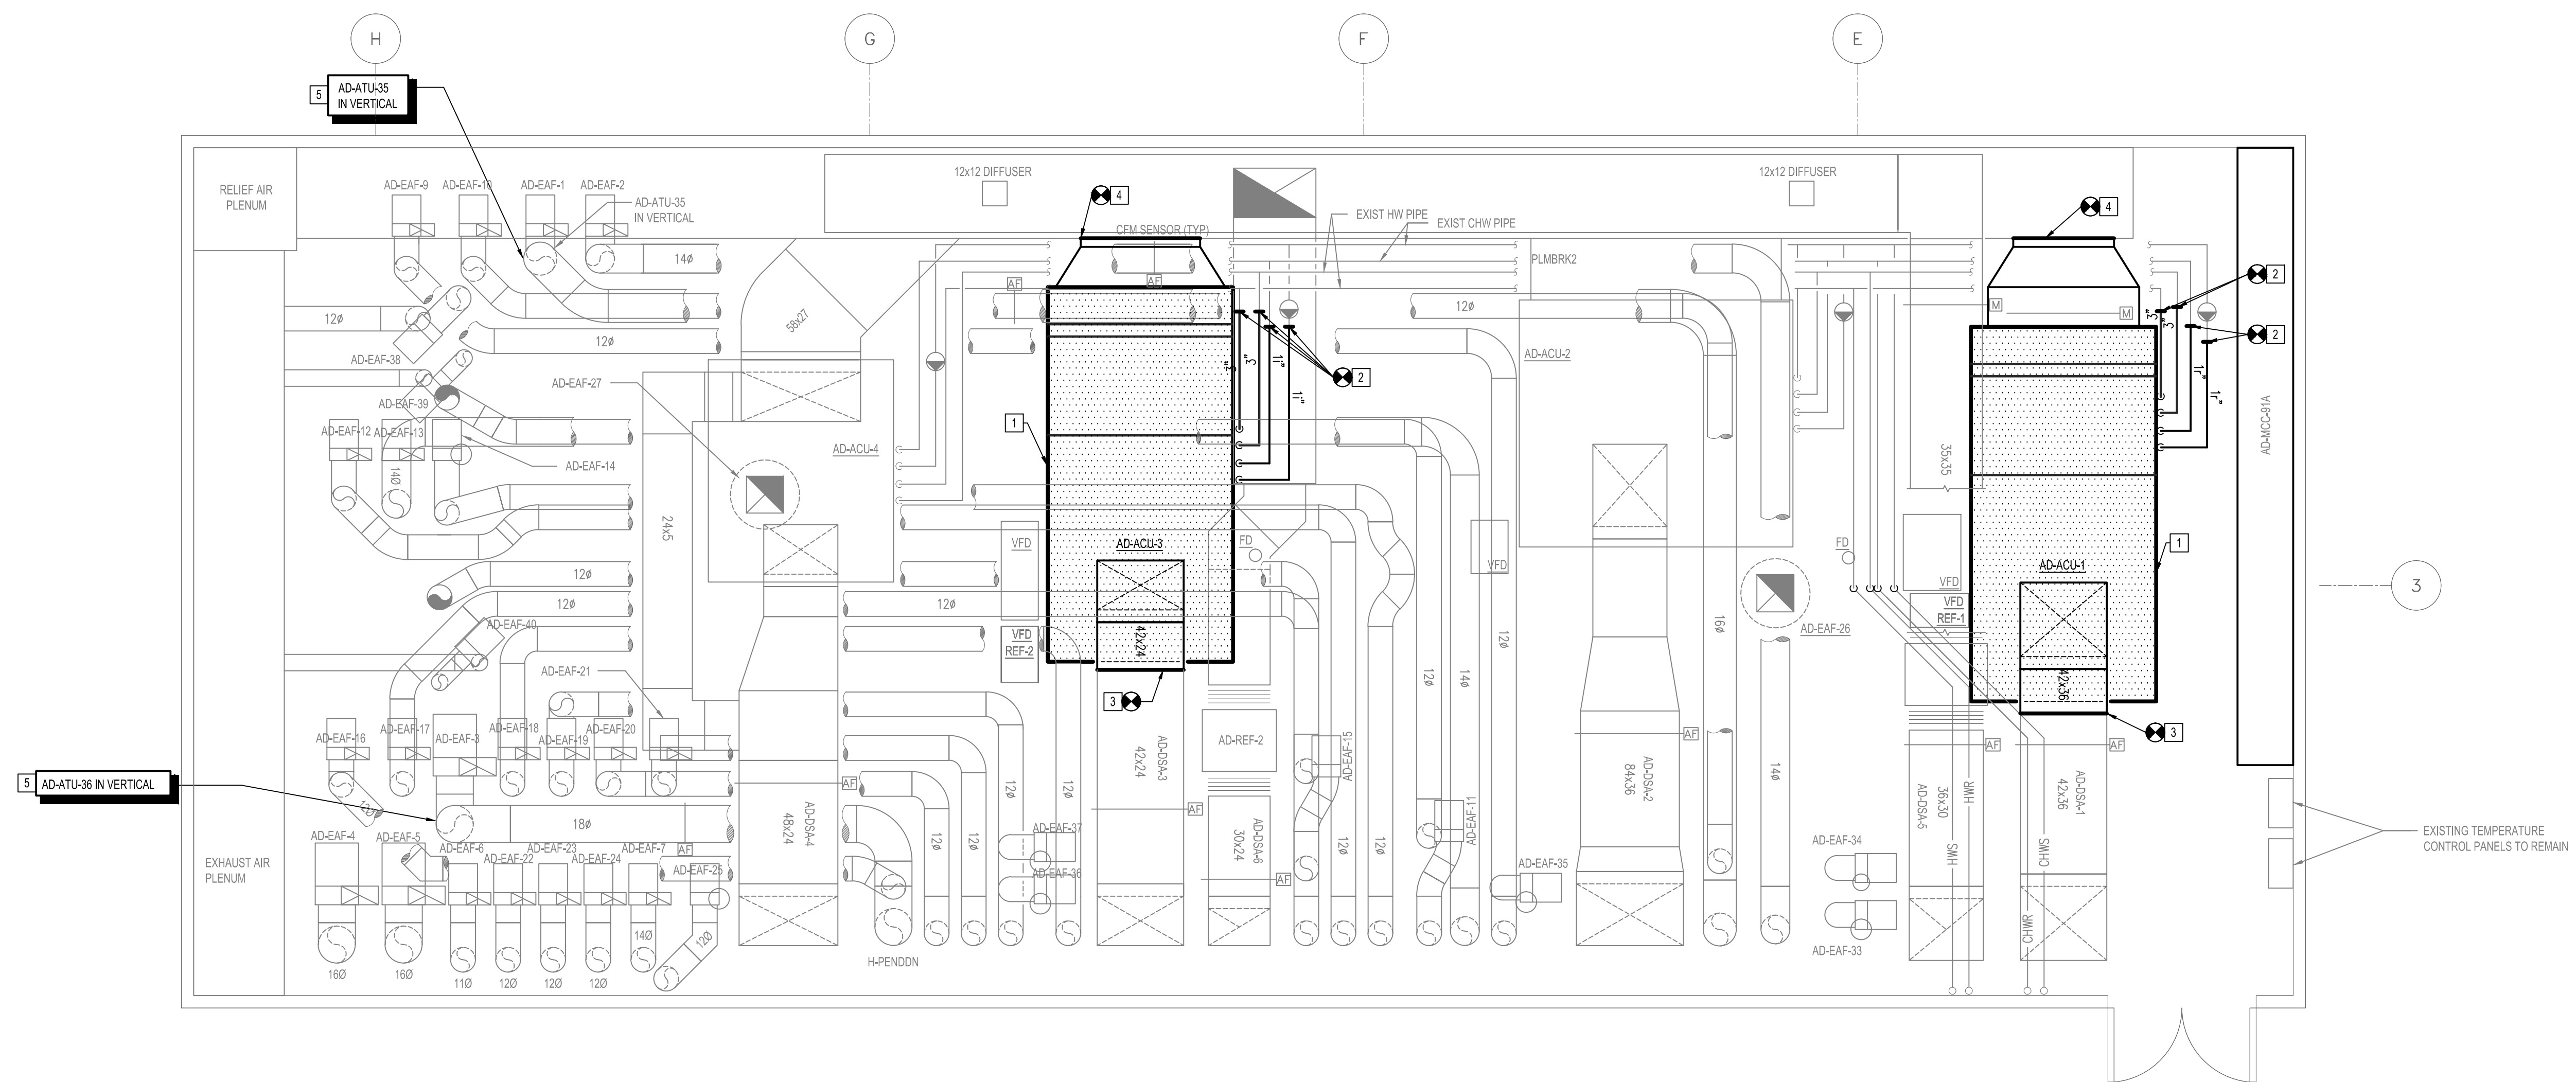 H
G
F
E
5
AD-ATU-35
IN VERTICAL
RELIEF AIR
PLENUM
AD-EAF-9
AD-EAF-10
AD-EAF-1
AD-EAF-2
AD-ATU-35
IN VERTICAL
12x12 DIFFUSER
4
CFM SENSOR (TYP)
EXIST HW PIPE
EXIST CHW PIPE
12x12 DIFFUSER
4
14ø
PLMBRK2
2
AF
AF
M
M
12ø
12ø
58x27
12ø
3"
3"
2
AD-EAF-38
AD-EAF-27
3"
3"
2
AD-ACU-2
AD-EAF-39
AD-MCC-91A
AD-EAF-12
AD-EAF-13
14Ø
AD-EAF-14
AD-ACU-4
1
35x35
24x5
VFD
AD-ACU-3
FD
VFD
FD
1
AD-ACU-1
3
12ø
12ø
12ø
VFD
VFD
REF-1
AD-EAF-40
VFD
REF-2
42x24
12ø
16ø
AD-EAF-26
AD-EAF-21
42x36
3
12ø
14ø
3
AD-EAF-16
AD-EAF-17
AD-EAF-3
AD-EAF-18
AD-EAF-19
AD-EAF-20
AD-DSA-3
42x24
AD-REF-2
AD-EAF-15
AF
AF
AF
5
AD-ATU-36 IN VERTICAL
AF
12ø
12ø
AD-DSA-2
84x36
14ø
AD-DSA-5
36x30
HWR
AD-DSA-1
42x36
AF
18ø
AD-DSA-4
48x24
12ø
12ø
AD-EAF-37
AD-EAF-36
AD-DSA-6
30x24
12ø
12ø
AD-EAF-11
AD-EAF-35
AD-EAF-34
HWS
CHWS
EXISTING TEMPERATURE
CONTROL PANELS TO REMAIN
AD-EAF-4
AD-EAF-5
AD-EAF-6
AD-EAF-22
AD-EAF-23
AD-EAF-24
AD-EAF-7
AF
AD-EAF-25
AF
EXHAUST AIR
PLENUM
14Ø
12Ø
CHWR
AD-EAF-33
H-PENDDN
16Ø
16Ø
11Ø
12Ø
12Ø
12Ø